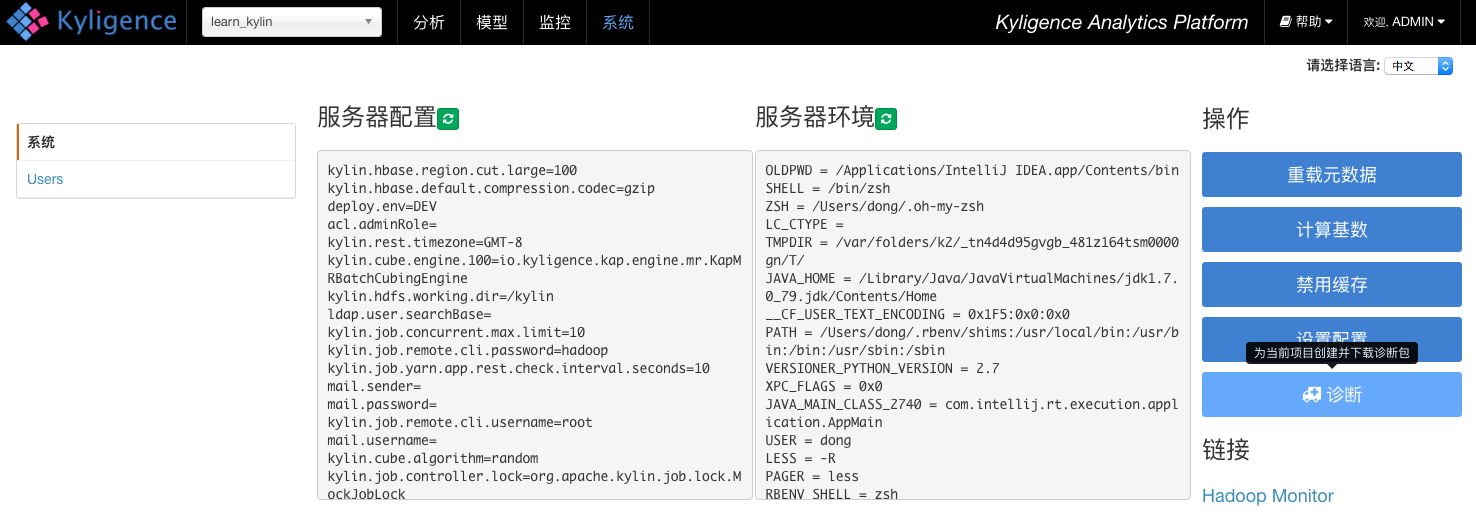 Kyligence
learn_kylin
分析
模型
监控
系统
Kyligence Analytics Platform
帮助
欢迎, ADMIN
请选择语言: 中文
系统
Users
服务器配置
kylin.hbase.region.cut.large=100
kylin.hbase.default.compression.codec=gzip
deploy.env=DEV
acl.adminRole=
kylin.rest.timezone=GMT-8
kylin.cube.engine.100=io.kyligence.kap.engine.mr.KapM
RBatchCubingEngine
kylin.hdfs.working.dir=/kylin
ldap.user.searchBase=
kylin.job.concurrent.max.limit=10
kylin.job.remote.cli.password=hadoop
kylin.job.yarn.app.rest.check.interval.seconds=10
mail.sender=
mail.password=
kylin.job.remote.cli.username=root
mail.username=
kylin.cube.algorithm=random
kylin.job.controller.lock=org.apache.kylin.job.lock.M
ockJobLock
服务器环境
OLDPWD = /Applications/IntelliJ IDEA.app/Contents/bin
SHELL = /bin/zsh
ZSH = /Users/dong/.oh-my-zsh
LC_CTYPE =
TMPDIR = /var/folders/k2/_tn4d4d95gvgb_481z164tsm0000
gn/T/
JAVA_HOME = /Library/Java/JavaVirtualMachines/jdk1.7.
0_79.jdk/Contents/Home
__CF_USER_TEXT_ENCODING = 0x1F5:0x0:0x0
PATH = /Users/dong/.rbenv/shims:/usr/local/bin:/usr/b
in:/bin:/usr/sbin:/sbin
VERSIONER_PYTHON_VERSION = 2.7
XPC_FLAGS = 0x0
JAVA_MAIN_CLASS_2740 = com.intellij.rt.execution.appl
ication.AppMain
USER = dong
LESS = -R
PAGER = less
RBENV_SHELL = zsh
操作
重载元数据
计算基数
禁用缓存
设置配置
为当前项目创建并下载诊断包
诊断
链接
Hadoop Monitor